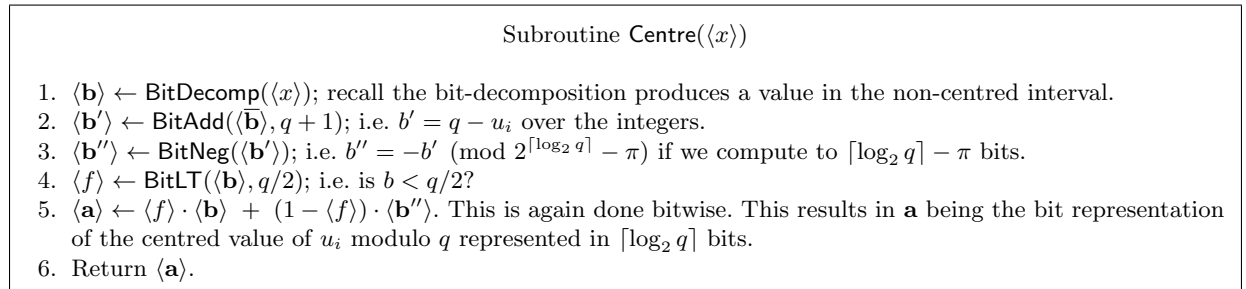 Subroutine Centre(⟨x⟩)
1. ⟨b⟩ ← BitDecomp(⟨x⟩); recall the bit-decomposition produces a value in the non-centred interval.
2. ⟨b′⟩ ← BitAdd(⟨b̅⟩, q + 1); i.e. b′ = q − uᵢ over the integers.
3. ⟨b′′⟩ ← BitNeg(⟨b′⟩); i.e. b′′ = −b′ (mod 2^{⌈log₂ q⌉} − π) if we compute to ⌈log₂ q⌉ − π bits.
4. ⟨f⟩ ← BitLT(⟨b⟩, q/2); i.e. is b < q/2?
5. ⟨a⟩ ← ⟨f⟩ · ⟨b⟩ + (1 − ⟨f⟩) · ⟨b′′⟩. This is again done bitwise. This results in a being the bit representation
of the centred value of uᵢ modulo q represented in ⌈log₂ q⌉ bits.
6. Return ⟨a⟩.